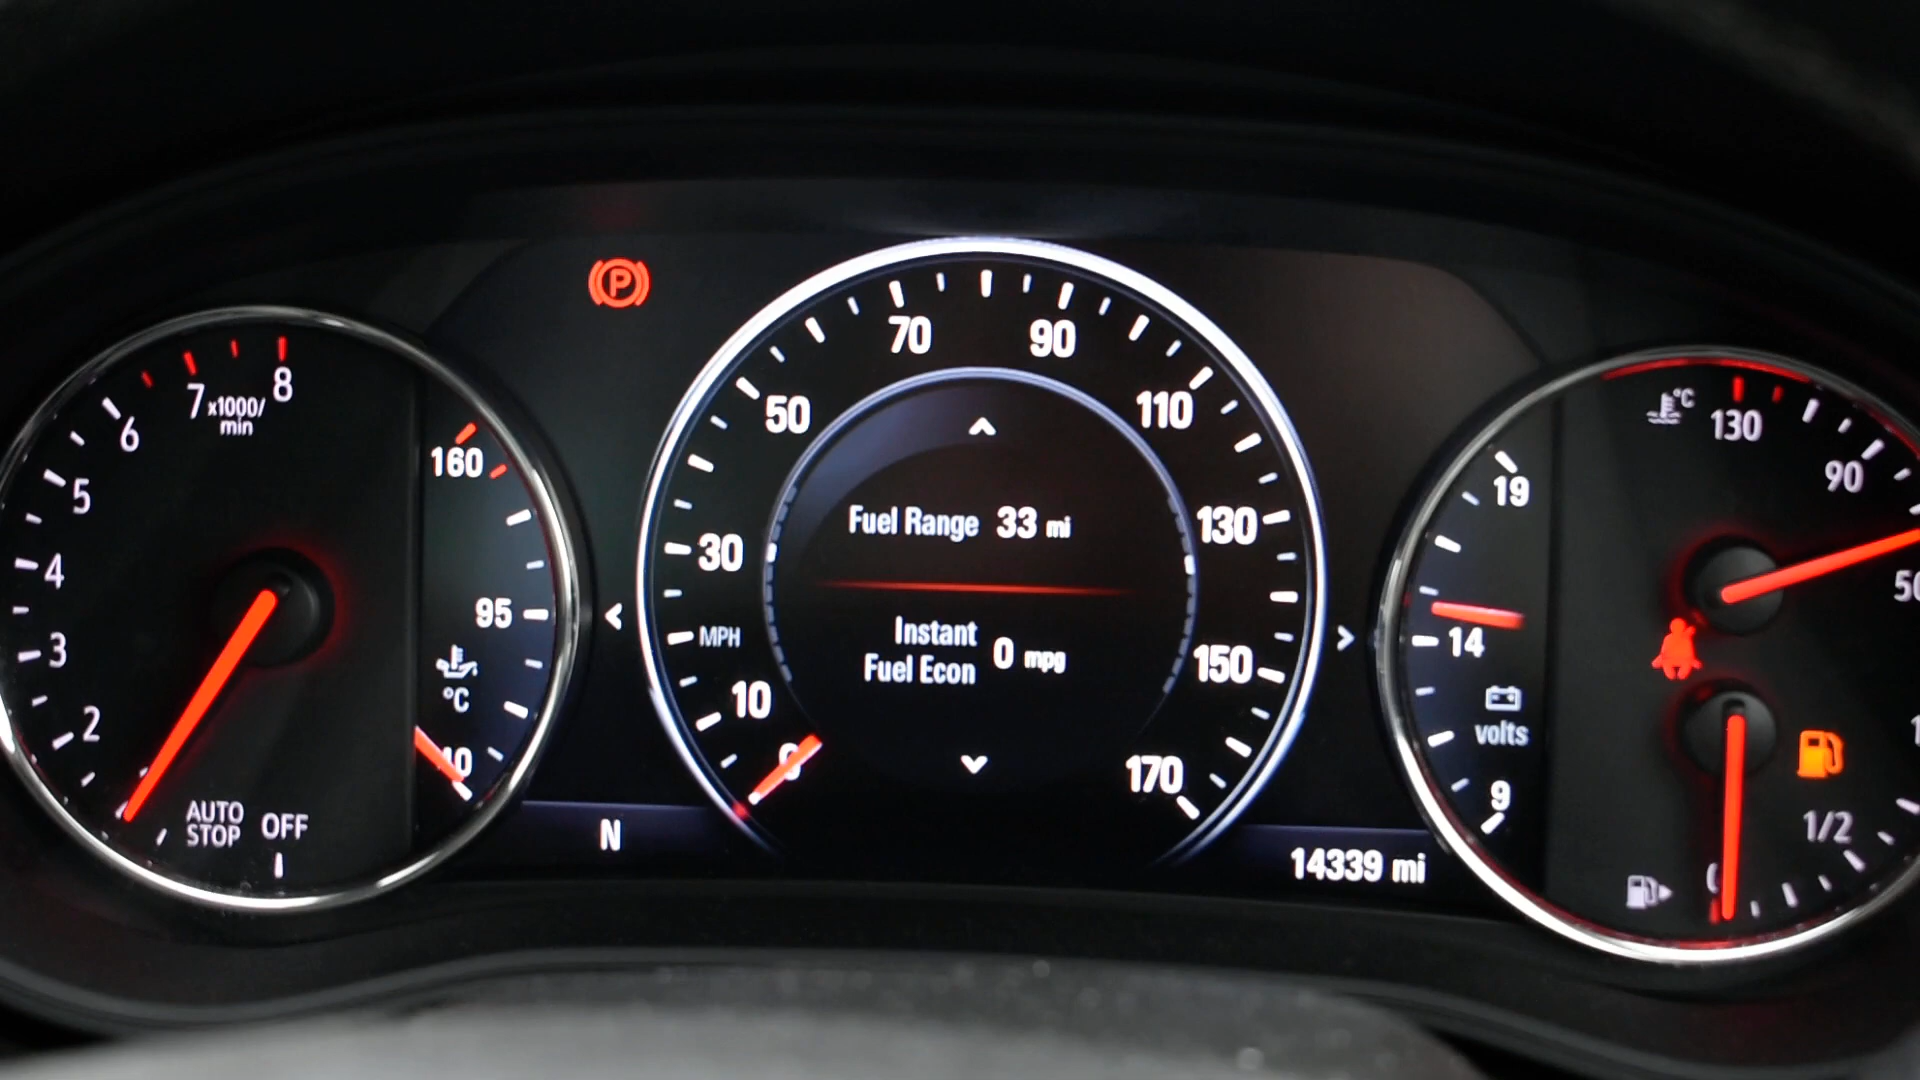 P
8
7
x1000/
min
6
5
4
3
2
AUTO
STOP
OFF
160
95
°C
N
70
90
50
110
30
130
MPH
10
150
0
170
Fuel Range 33 mi
Instant
Fuel Econ 0 mpg
14339 mi
19
14
volts
9
°C
130
90
1/2